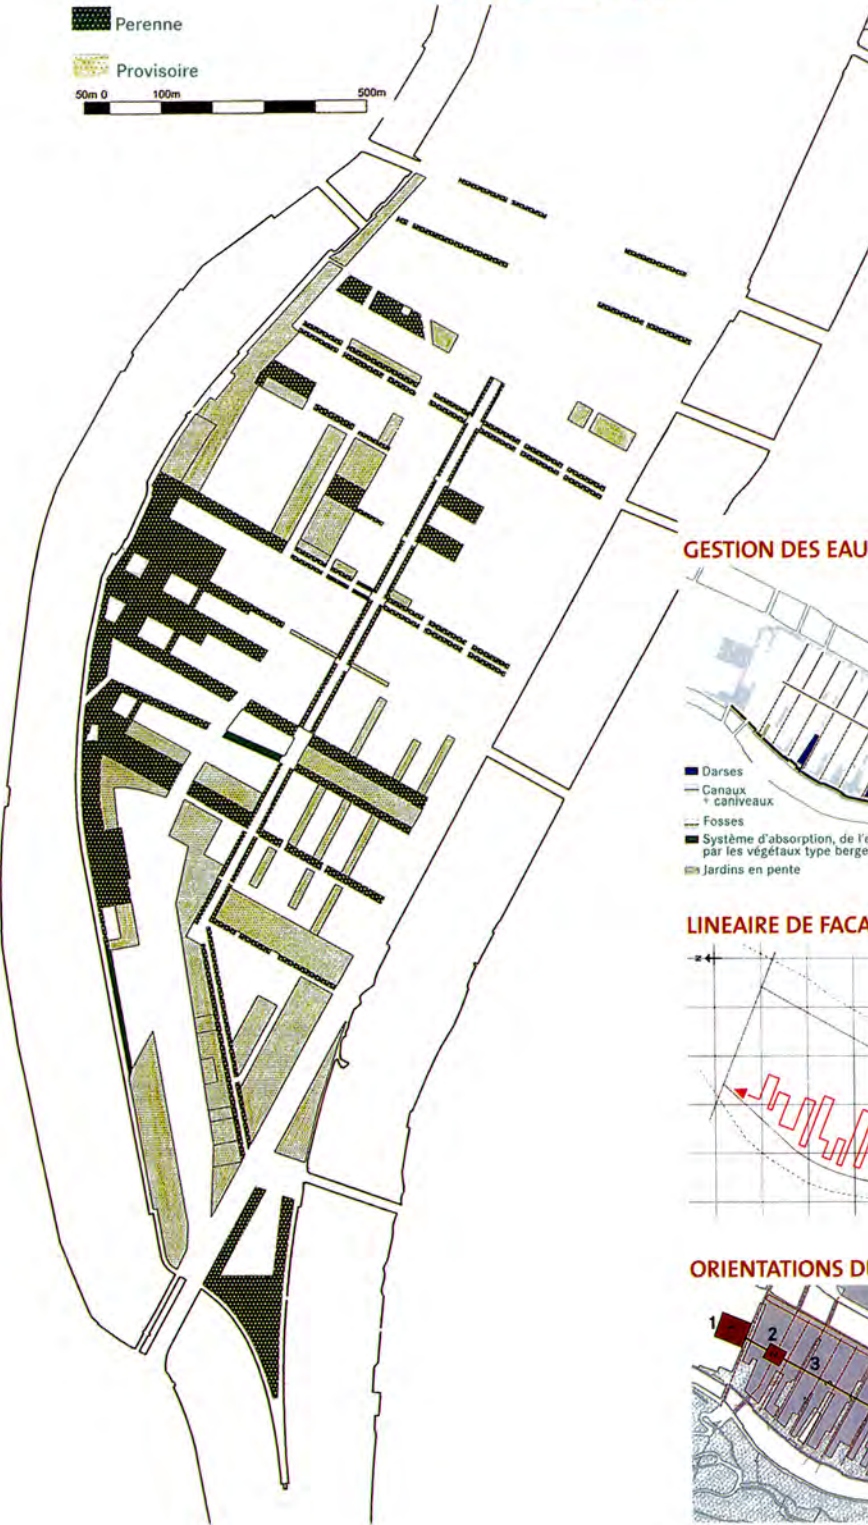 Perenne
Provisoire
50m 0 100m 500m
GESTION DES EAU
Darses
Canaux
+ caniveaux
Fosses
Système d'absorption, de l'e
par les végétaux type berge
Jardins en pente
LINEAIRE DE FACA
N
ORIENTATIONS D
1
2
3